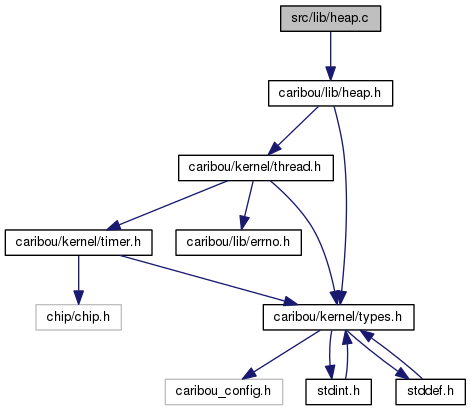 src/lib/heap.c
caribou/lib/heap.h
caribou/kernel/thread.h
caribou/kernel/timer.h
caribou/lib/errno.h
chip/chip.h
caribou/kernel/types.h
caribou_config.h
stdint.h
stddef.h